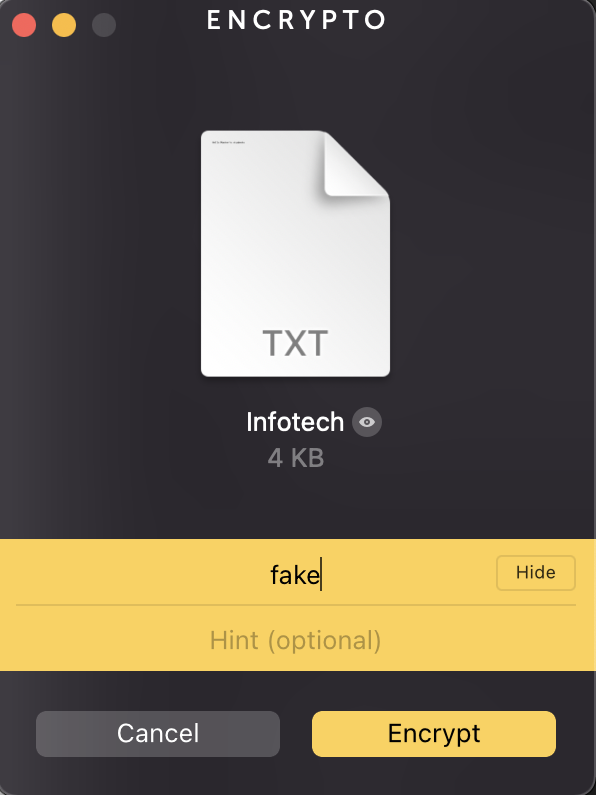 ENCRYPTO
TXT
Infotech
4 KB
fake
Hide
Hint (optional)
Cancel
Encrypt